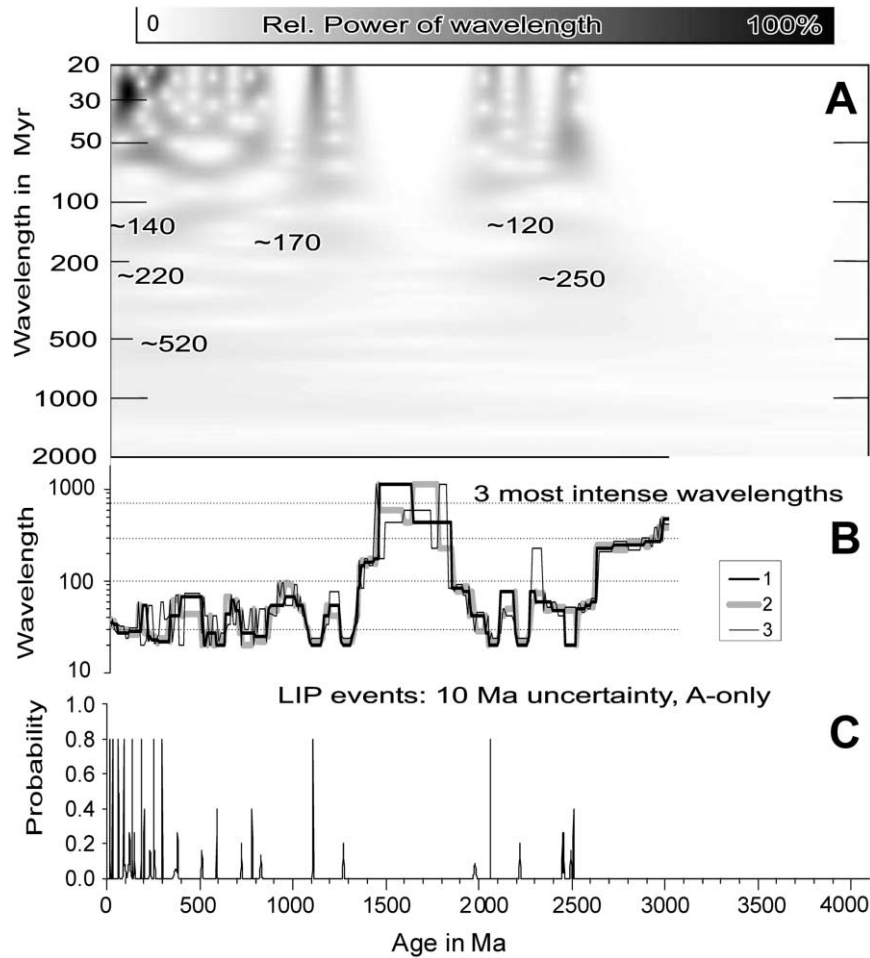 0 Rel. Power of wavelength 100%
A
Wavelength in Myr
20
30
50
100
200
500
1000
2000
~140
~170
~120
~220
~250
~520
B
3 most intense wavelengths
Wavelength
1000
100
10
1
2
3
C
LIP events: 10 Ma uncertainty, A-only
Probability
1.0
0.8
0.6
0.4
0.2
0.0
0 500 1000 1500 2000 2500 3000 3500 4000
Age in Ma